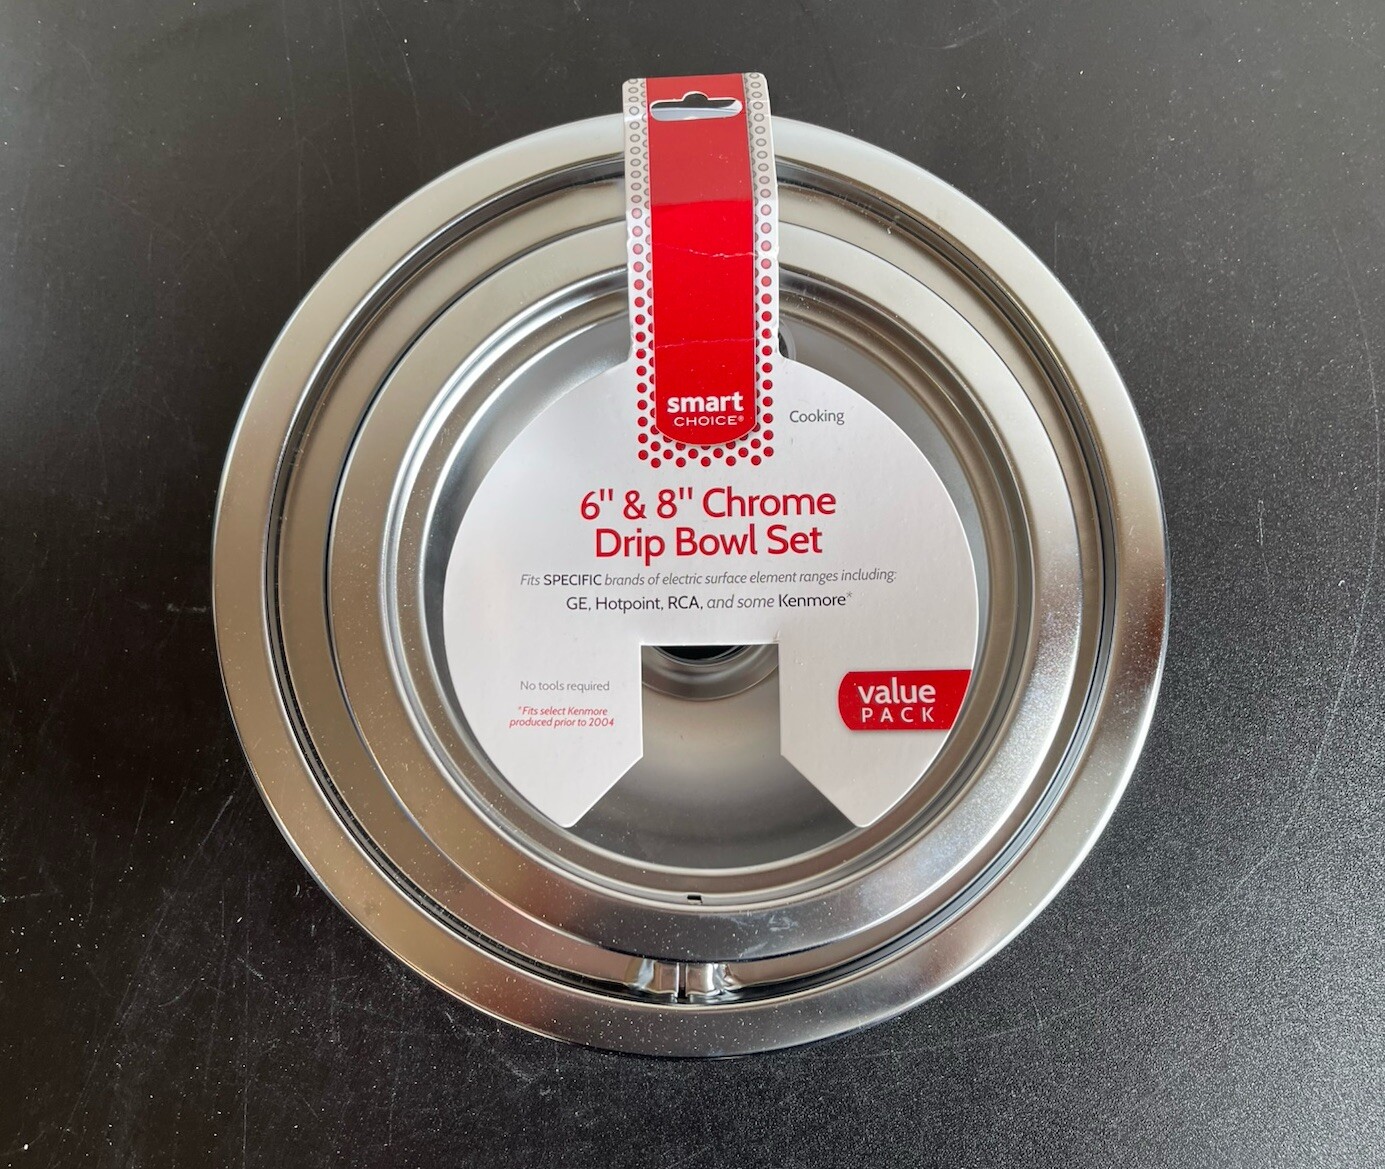 smart
CHOICE®
Cooking
6" & 8" Chrome
Drip Bowl Set
Fits SPECIFIC brands of electric surface element ranges including:
GE, Hotpoint, RCA, and some Kenmore*
No tools required
*Fits select Kenmore
produced prior to 2004
value
PACK